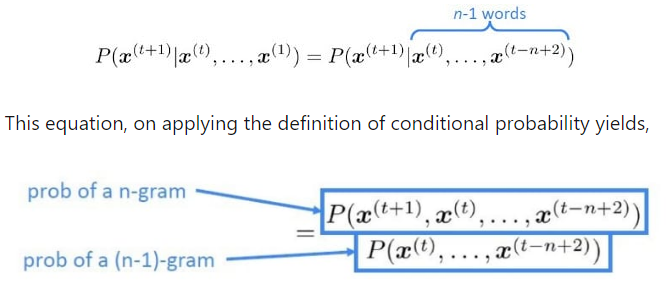 n-1 words
P(x^{(t+1)}|x^{(t)}, . . . , x^{(1)}) = P(x^{(t+1)}|x^{(t)}, . . . , x^{(t−n+2)})
This equation, on applying the definition of conditional probability yields,
prob of a n-gram
P(x^{(t+1)}, x^{(t)}, . . . , x^{(t−n+2)})
=
prob of a (n-1)-gram
P(x^{(t)}, . . . , x^{(t−n+2)})